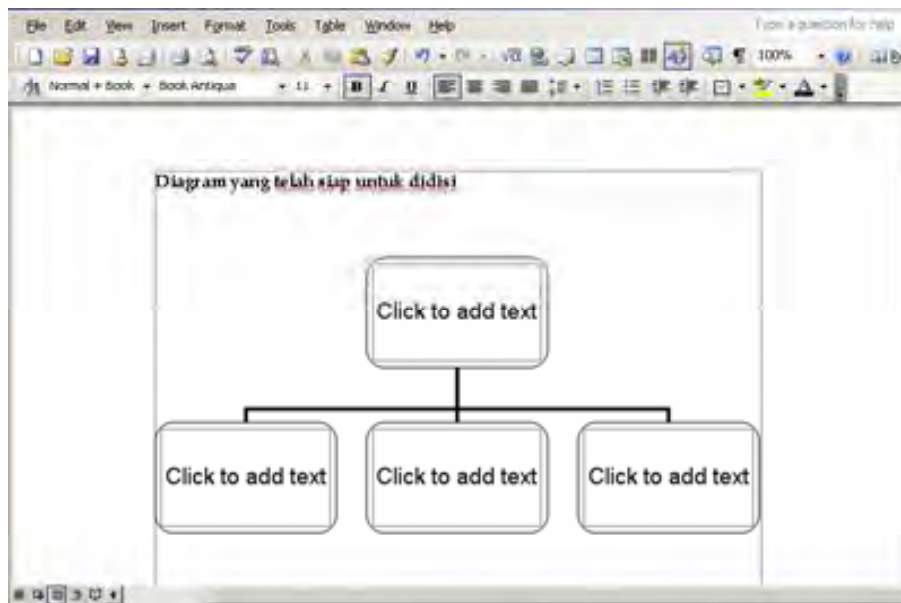 File Edit View Insert Format Tools Table Window Help Type a question for help
100%
Normal + Book Book Antiqua 11 B I U A
Diagram yang telah siap untuk didisi
Click to add text
Click to add text Click to add text Click to add text